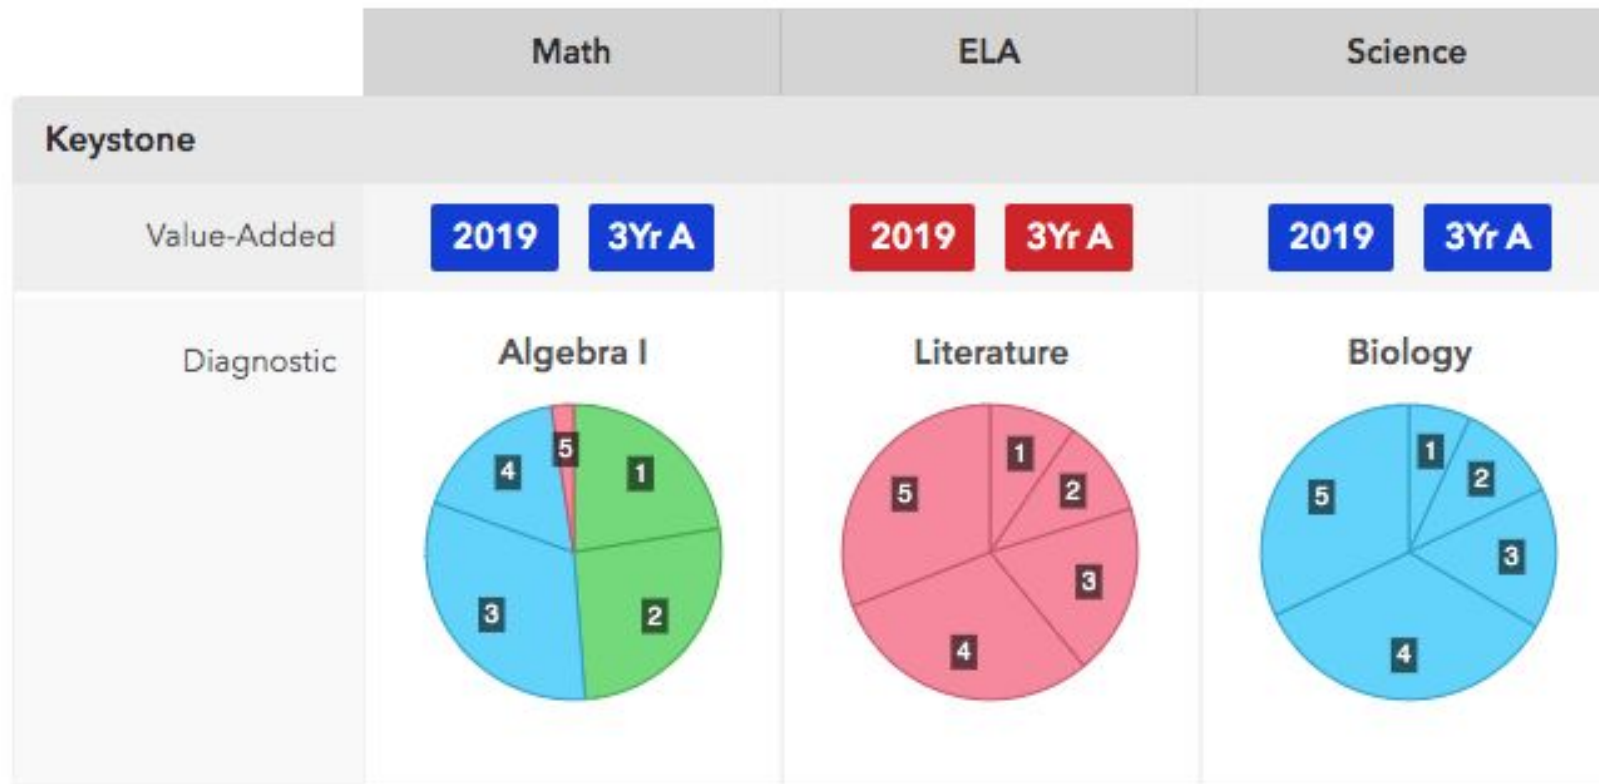 Math ELA Science
Keystone
Value-Added 2019 3Yr A 2019 3Yr A 2019 3Yr A
Diagnostic Algebra I Literature Biology
5 1 4 3 2
1 2 5 3 4
1 2 5 3 4